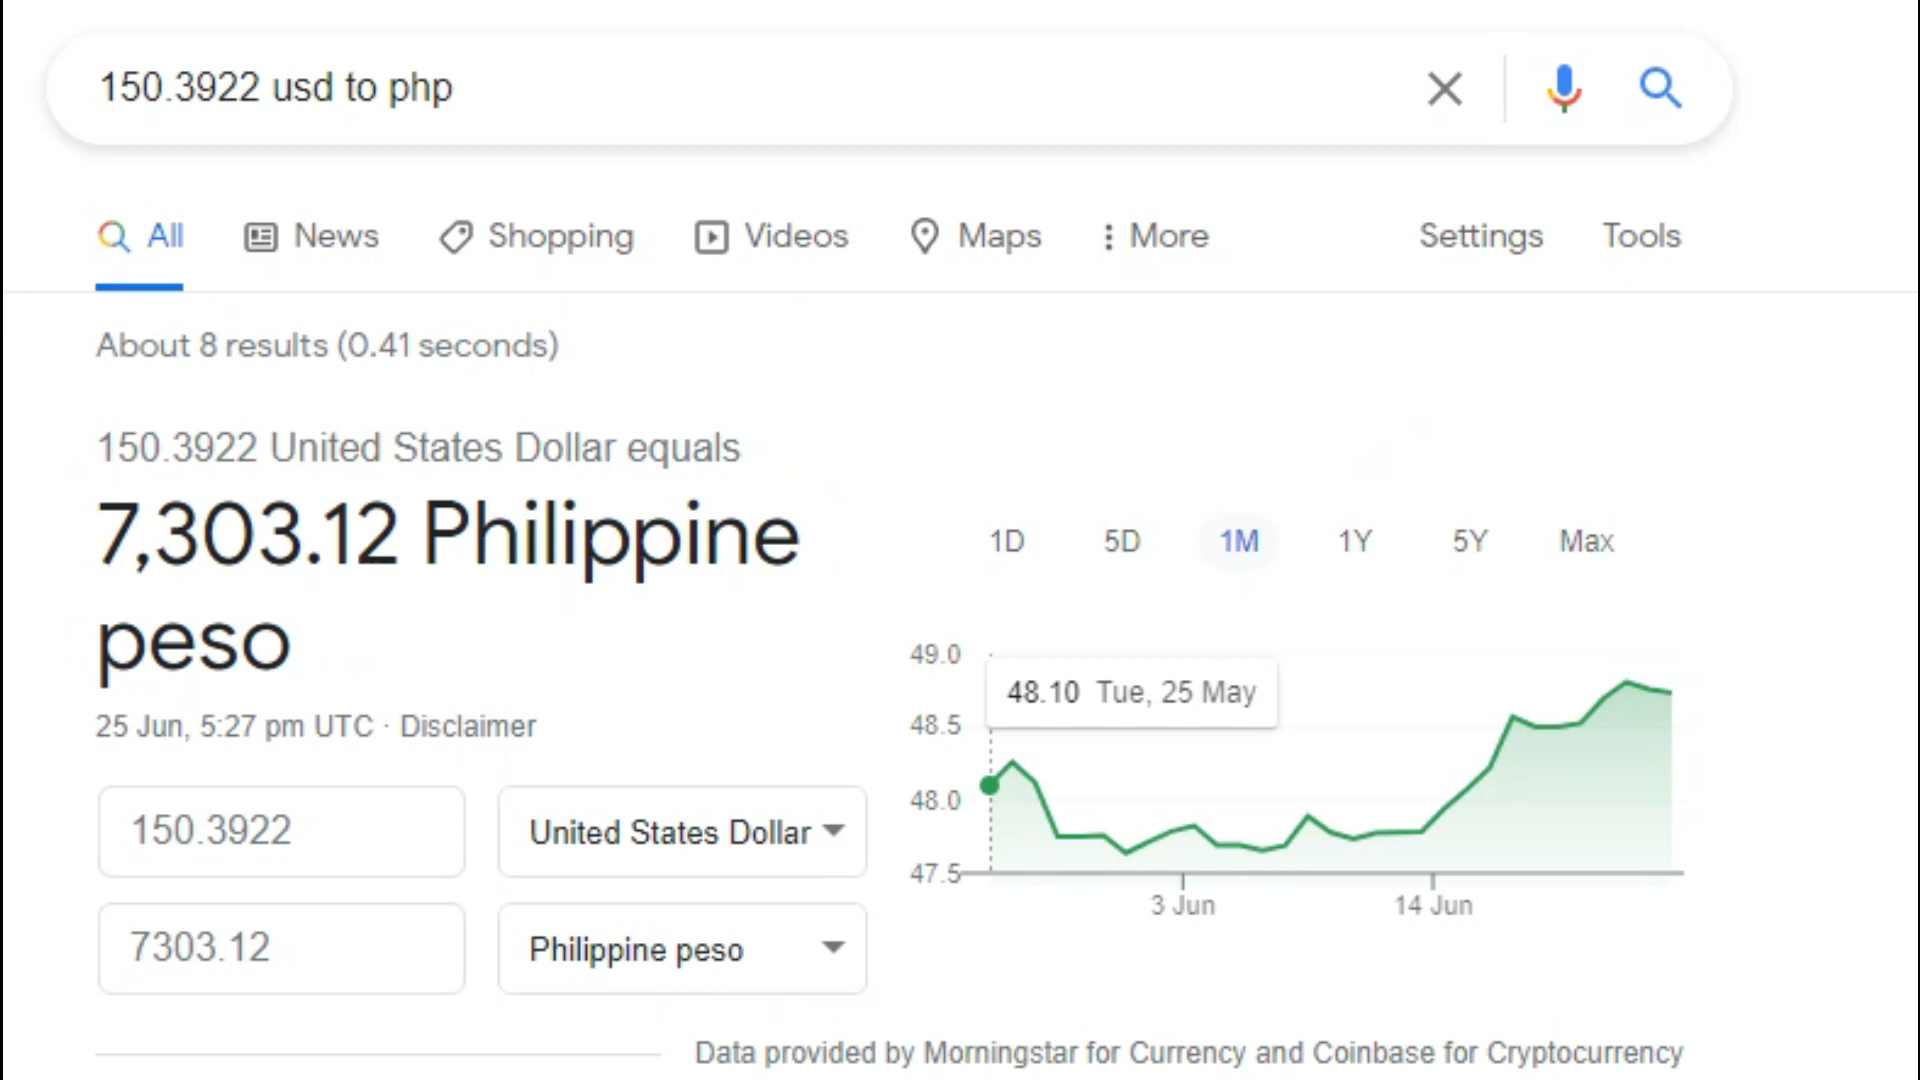 150.3922 usd to php
All News Shopping Videos Maps More Settings Tools
About 8 results (0.41 seconds)
150.3922 United States Dollar equals
7,303.12 Philippine
peso
25 Jun, 5:27 pm UTC · Disclaimer
150.3922 United States Dollar
7303.12 Philippine peso
1D 5D 1M 1Y 5Y Max
49.0
48.10 Tue, 25 May
48.5
48.0
47.5
3 Jun 14 Jun
Data provided by Morningstar for Currency and Coinbase for Cryptocurrency